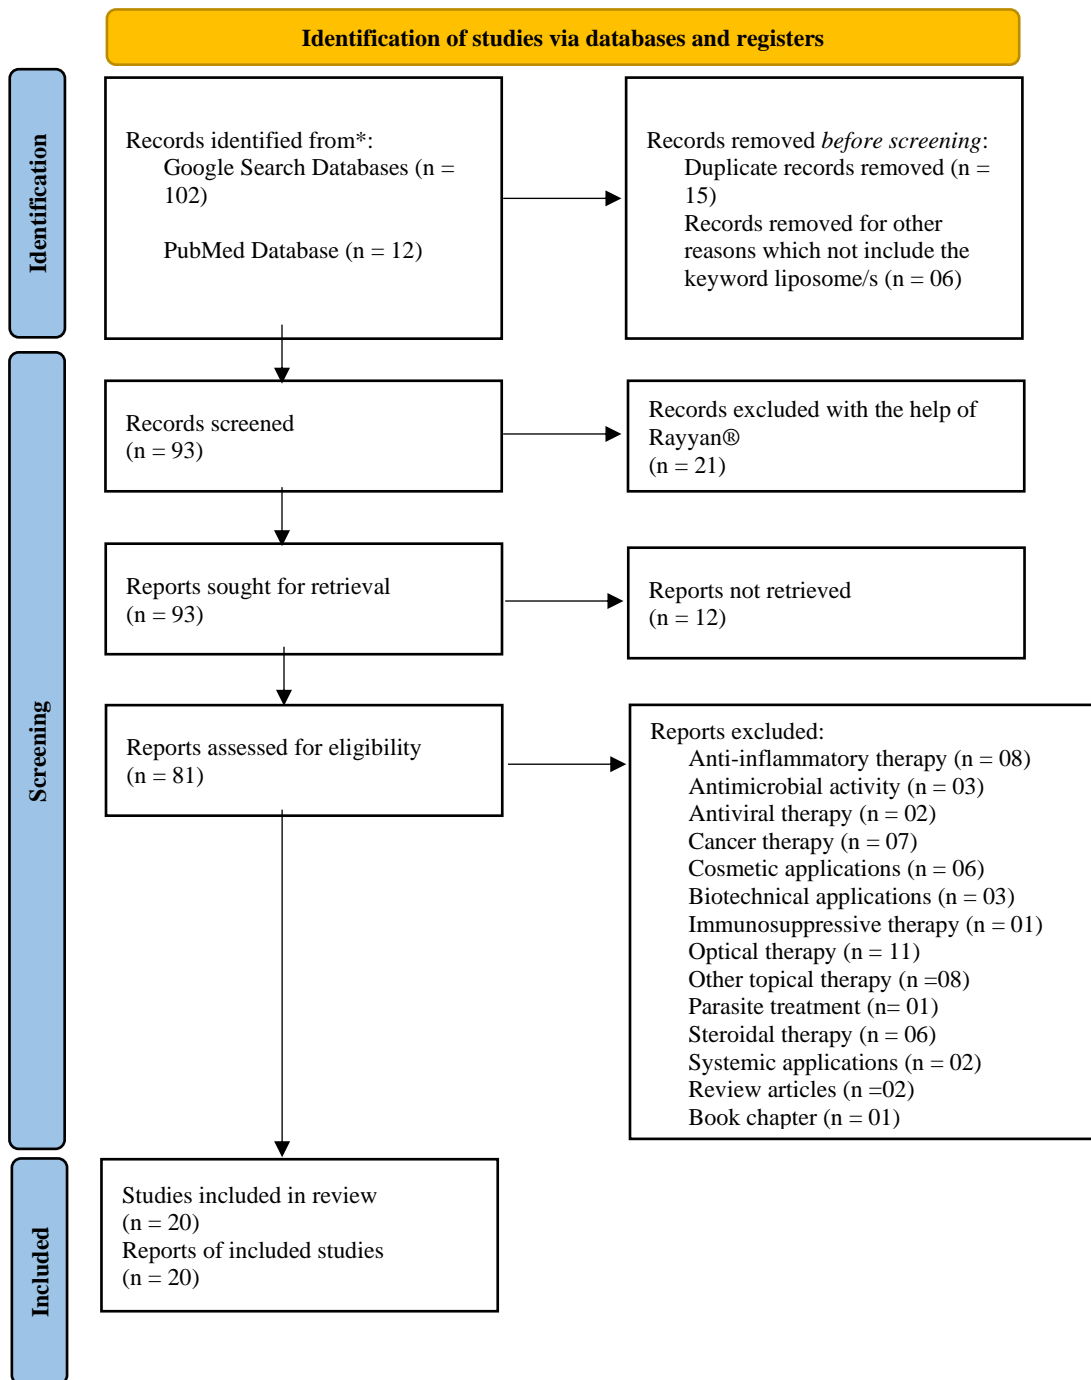 Identification of studies via databases and registers
Identification
Records identified from*:
Google Search Databases (n =
102)
PubMed Database (n = 12)
Records removed before screening:
Duplicate records removed (n =
15)
Records removed for other
reasons which not include the
keyword liposome/s (n = 06)
Screening
Records screened
(n = 93)
Records excluded with the help of
Rayyan®
(n = 21)
Reports sought for retrieval
(n = 93)
Reports not retrieved
(n = 12)
Reports assessed for eligibility
(n = 81)
Reports excluded:
Anti-inflammatory therapy (n = 08)
Antimicrobial activity (n = 03)
Antiviral therapy (n = 02)
Cancer therapy (n = 07)
Cosmetic applications (n = 06)
Biotechnical applications (n = 03)
Immunosuppressive therapy (n = 01)
Optical therapy (n = 11)
Other topical therapy (n =08)
Parasite treatment (n= 01)
Steroidal therapy (n = 06)
Systemic applications (n = 02)
Review articles (n =02)
Book chapter (n = 01)
Included
Studies included in review
(n = 20)
Reports of included studies
(n = 20)